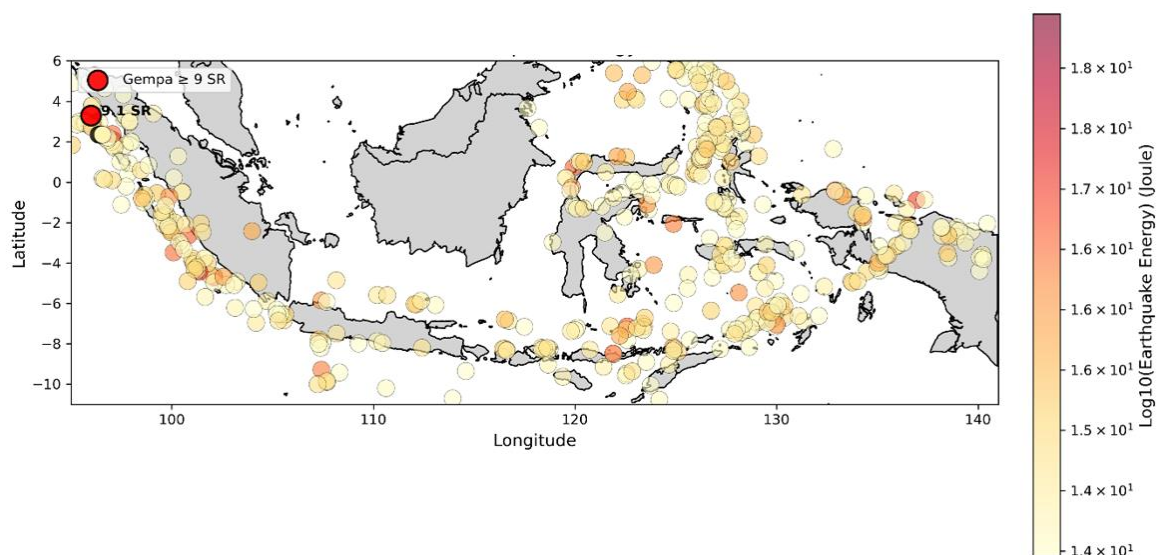 Gempa ≥ 9 SR
9.1 SR
6
4
2
0
−2
−4
−6
−8
−10
Latitude
100
110
120
130
140
Longitude
1.8 × 10¹
1.8 × 10¹
1.7 × 10¹
1.6 × 10¹
1.6 × 10¹
1.6 × 10¹
1.5 × 10¹
1.4 × 10¹
1.4 × 10¹
Log10(Earthquake Energy) (Joule)